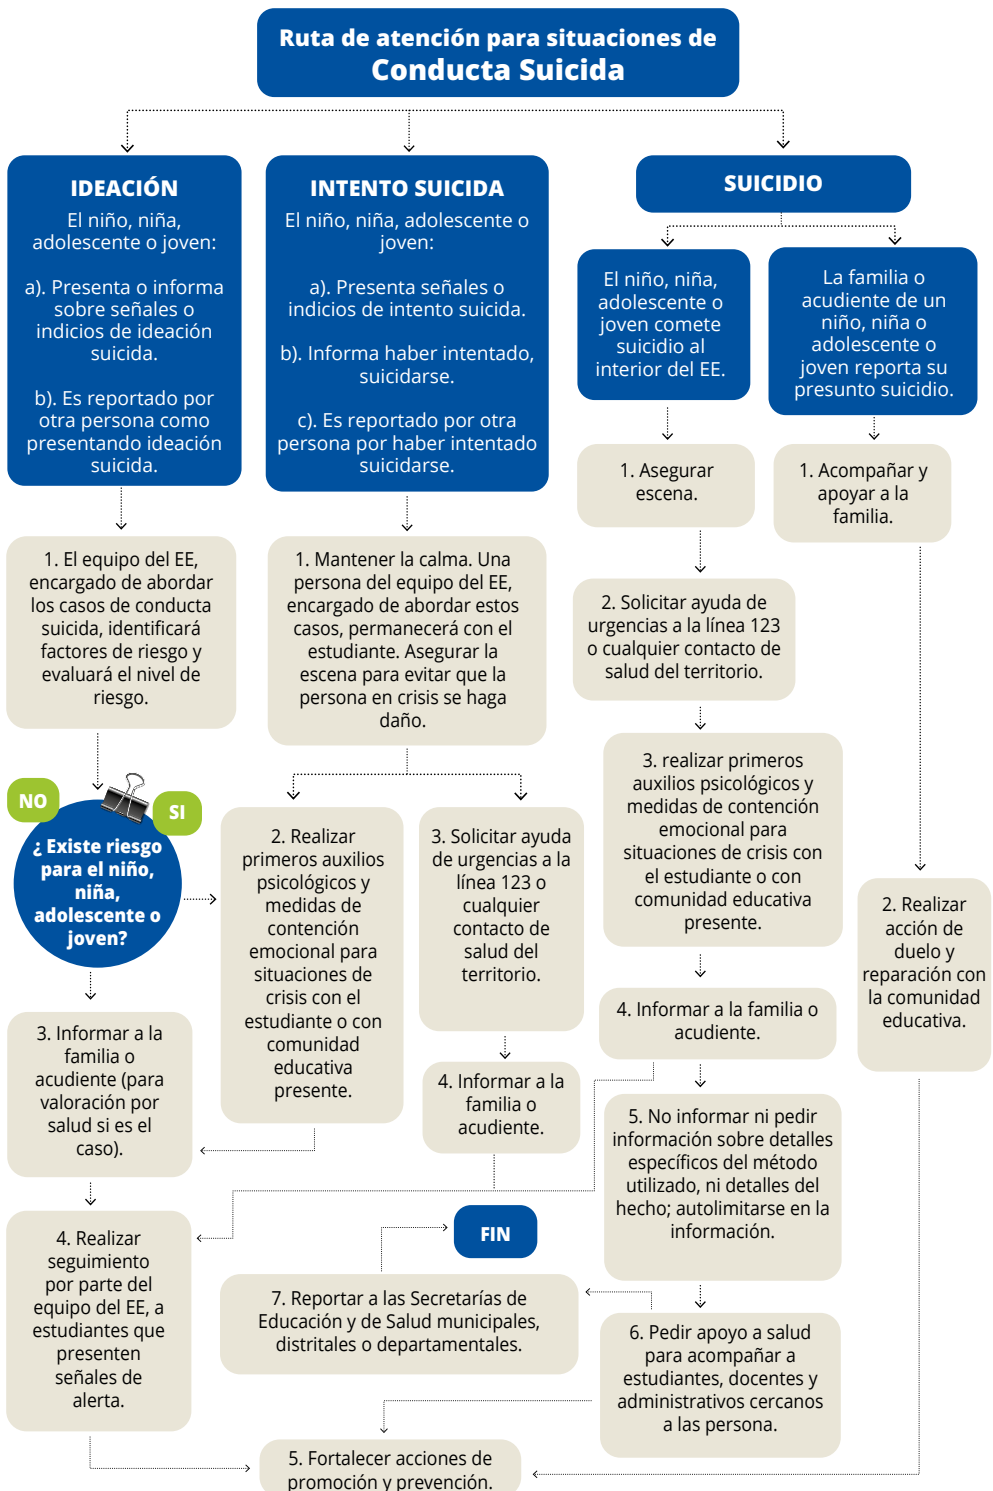 Ruta de atención para situaciones de
Conducta Suicida
IDEACIÓN
El niño, niña,
adolescente o joven:
a). Presenta o informa
sobre señales o
indicios de ideación
suicida.
b). Es reportado por
otra persona como
presentando ideación
suicida.
INTENTO SUICIDA
El niño, niña, adolescente o
joven:
a). Presenta señales o
indicios de intento suicida.
b). Informa haber intentado,
suicidarse.
c). Es reportado por otra
persona por haber intentado
suicidarse.
SUICIDIO
El niño, niña,
adolescente o
joven comete
suicidio al
interior del EE.
La familia o
acudiente de un
niño, niña o
adolescente o
joven reporta su
presunto suicidio.
1. El equipo del EE,
encargado de abordar
los casos de conducta
suicida, identificará
factores de riesgo y
evaluará el nivel de
riesgo.
1. Mantener la calma. Una
persona del equipo del EE,
encargado de abordar estos
casos, permanecerá con el
estudiante. Asegurar la
escena para evitar que la
persona en crisis se haga
daño.
1. Asegurar
escena.
1. Acompañar y
apoyar a la
familia.
2. Solicitar ayuda de
urgencias a la línea 123
o cualquier contacto de
salud del territorio.
NO
SI
¿ Existe riesgo
para el niño,
niña,
adolescente o
joven?
2. Realizar
primeros auxilios
psicológicos y
medidas de
contención
emocional para
situaciones de
crisis con el
estudiante o con
comunidad
educativa
presente.
3. Solicitar ayuda
de urgencias a la
línea 123 o
cualquier
contacto de
salud del
territorio.
3. realizar primeros
auxilios psicológicos y
medidas de contención
emocional para
situaciones de crisis con
el estudiante o con
comunidad educativa
presente.
2. Realizar
acción de
duelo y
reparación con
la comunidad
educativa.
3. Informar a la
familia o
acudiente (para
valoración por
salud si es el
caso).
4. Informar a la
familia o
acudiente.
4. Informar a la familia o
acudiente.
5. No informar ni pedir
información sobre detalles
específicos del método
utilizado, ni detalles del
hecho; autolimitarse en la
información.
4. Realizar
seguimiento
por parte del
equipo del EE, a
estudiantes que
presenten
señales de
alerta.
FIN
7. Reportar a las Secretarías de
Educación y de Salud municipales,
distritales o departamentales.
6. Pedir apoyo a salud
para acompañar a
estudiantes, docentes y
administrativos cercanos
a las persona.
5. Fortalecer acciones de
promoción y prevención.